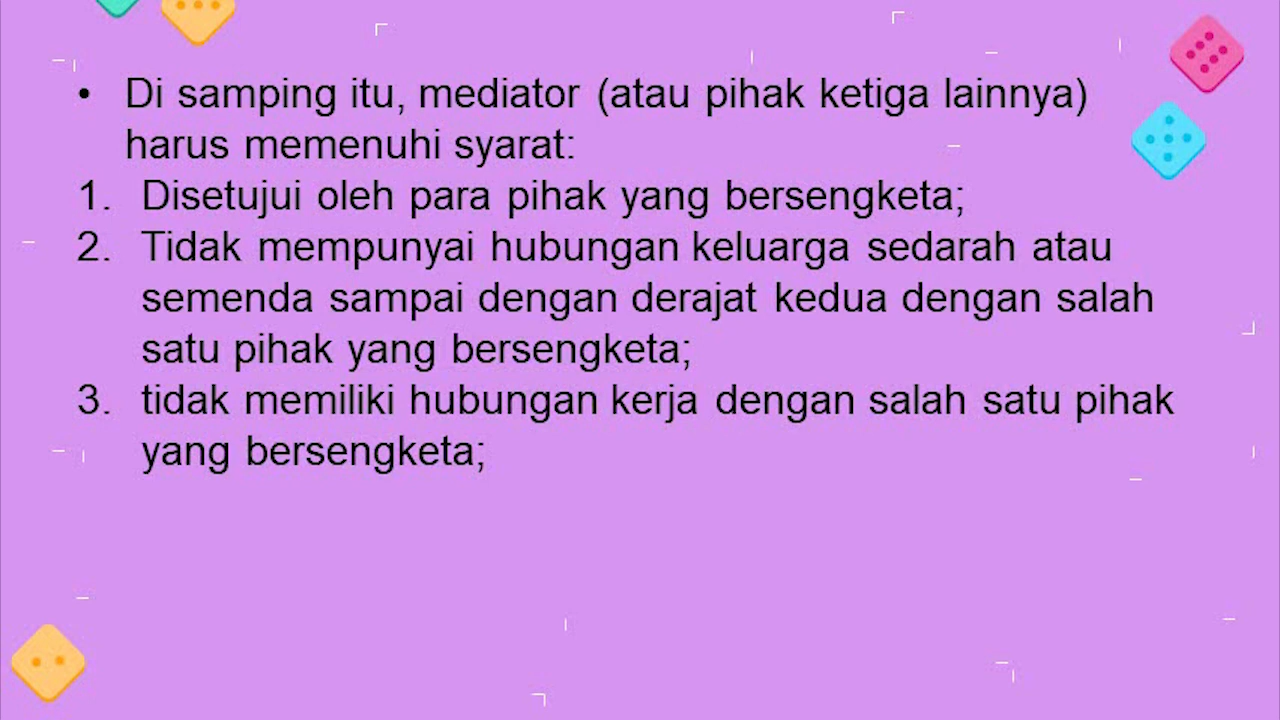 • Di samping itu, mediator (atau pihak ketiga lainnya)
harus memenuhi syarat:
1. Disetujui oleh para pihak yang bersengketa;
2. Tidak mempunyai hubungan keluarga sedarah atau
semenda sampai dengan derajat kedua dengan salah
satu pihak yang bersengketa;
3. tidak memiliki hubungan kerja dengan salah satu pihak
yang bersengketa;